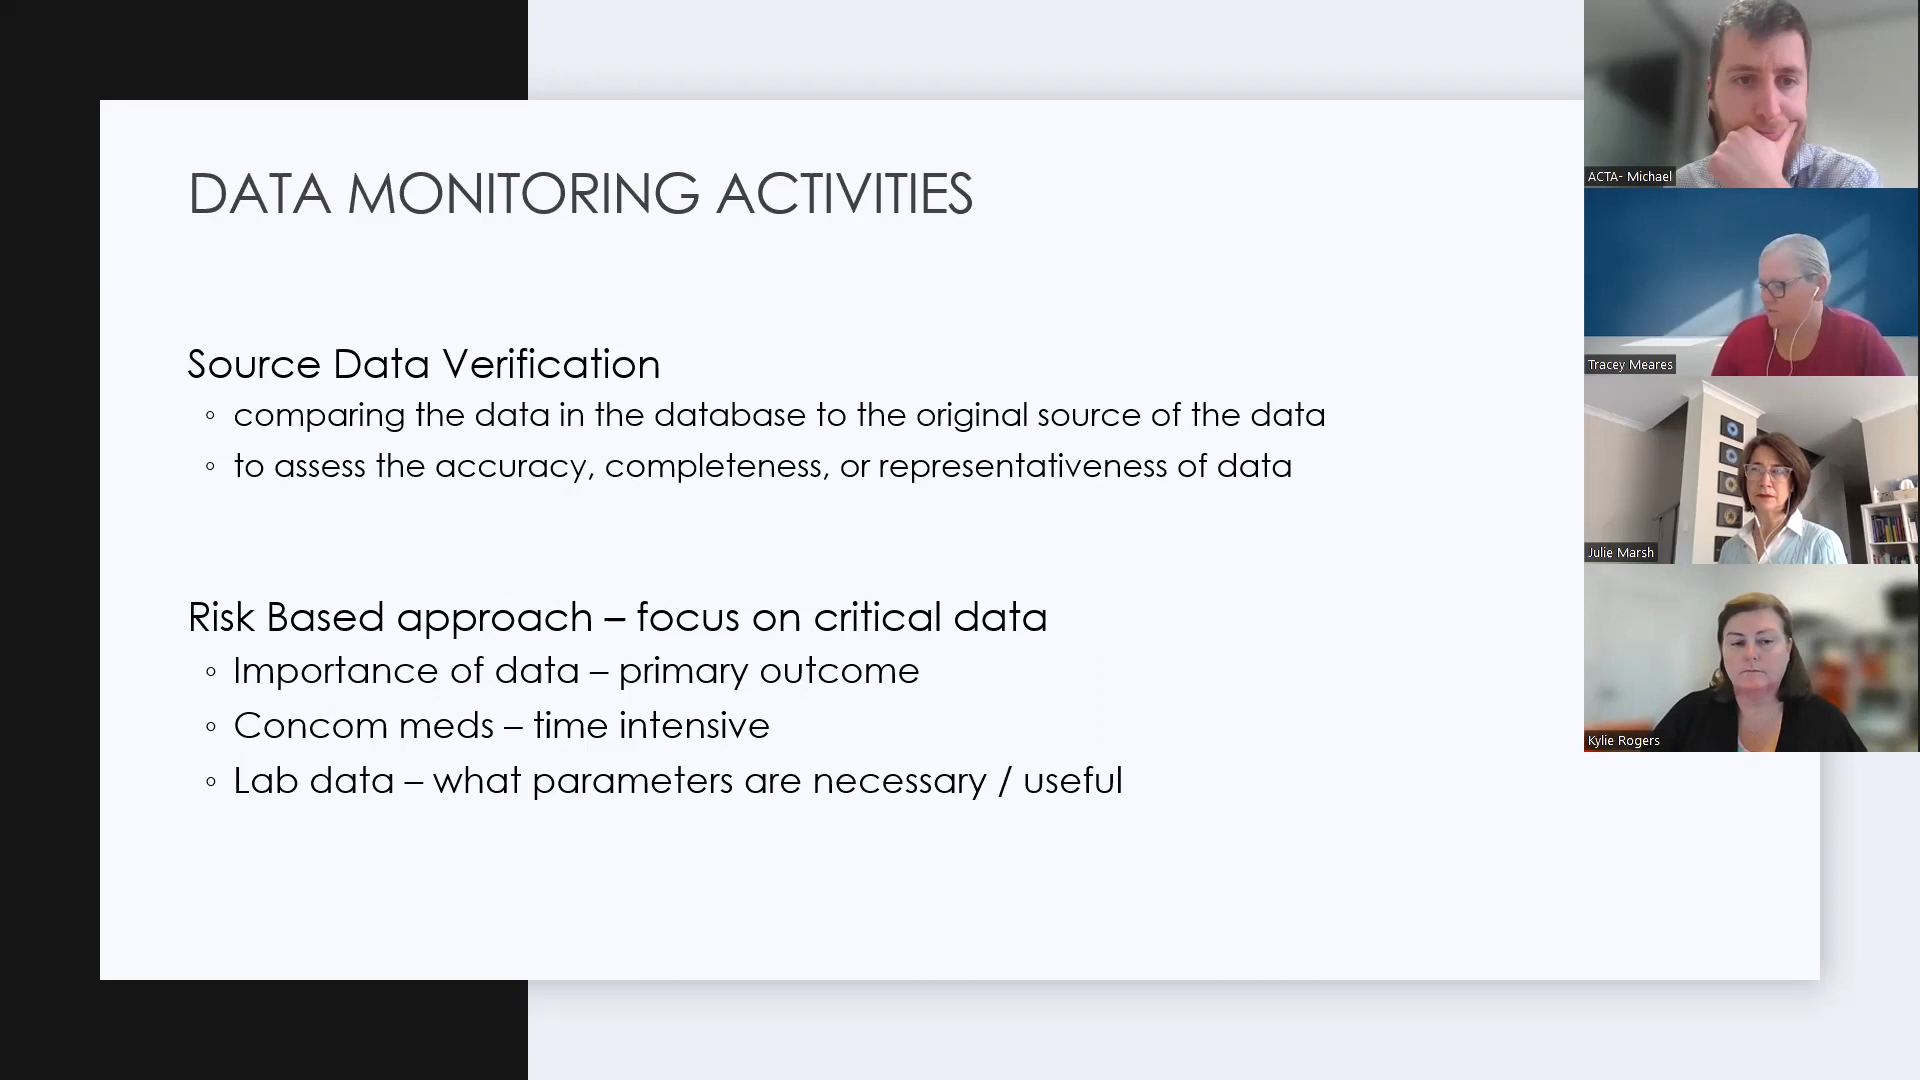 DATA MONITORING ACTIVITIES
Source Data Verification
◦ comparing the data in the database to the original source of the data
◦ to assess the accuracy, completeness, or representativeness of data
Risk Based approach – focus on critical data
◦ Importance of data – primary outcome
◦ Concom meds – time intensive
◦ Lab data – what parameters are necessary / useful
ACTA- Michael
Tracey Meares
Julie Marsh
Kylie Rogers